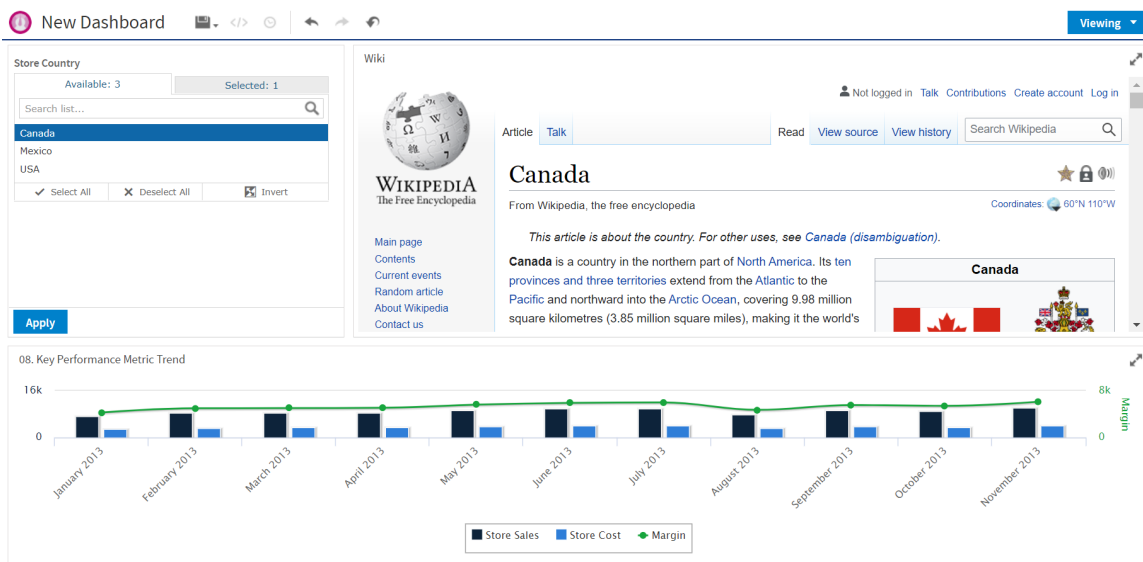 New Dashboard
Viewing
Store Country
Available: 3
Selected: 1
Search list...
Canada
Mexico
USA
Select All
Deselect All
Invert
Apply
Wiki
Not logged in Talk Contributions Create account Log in
Article Talk
Read View source View history
Search Wikipedia
WIKIPEDIA
The Free Encyclopedia
Main page
Contents
Current events
Random article
About Wikipedia
Contact us
Canada
From Wikipedia, the free encyclopedia
Coordinates: 60°N 110°W
This article is about the country. For other uses, see Canada (disambiguation).
Canada is a country in the northern part of North America. Its ten
provinces and three territories extend from the Atlantic to the
Pacific and northward into the Arctic Ocean, covering 9.98 million
square kilometres (3.85 million square miles), making it the world's
Canada
08. Key Performance Metric Trend
16k
0
8k
0
Margin
January 2013
February 2013
March 2013
April 2013
May 2013
June 2013
July 2013
August 2013
September 2013
October 2013
November 2013
Store Sales
Store Cost
Margin